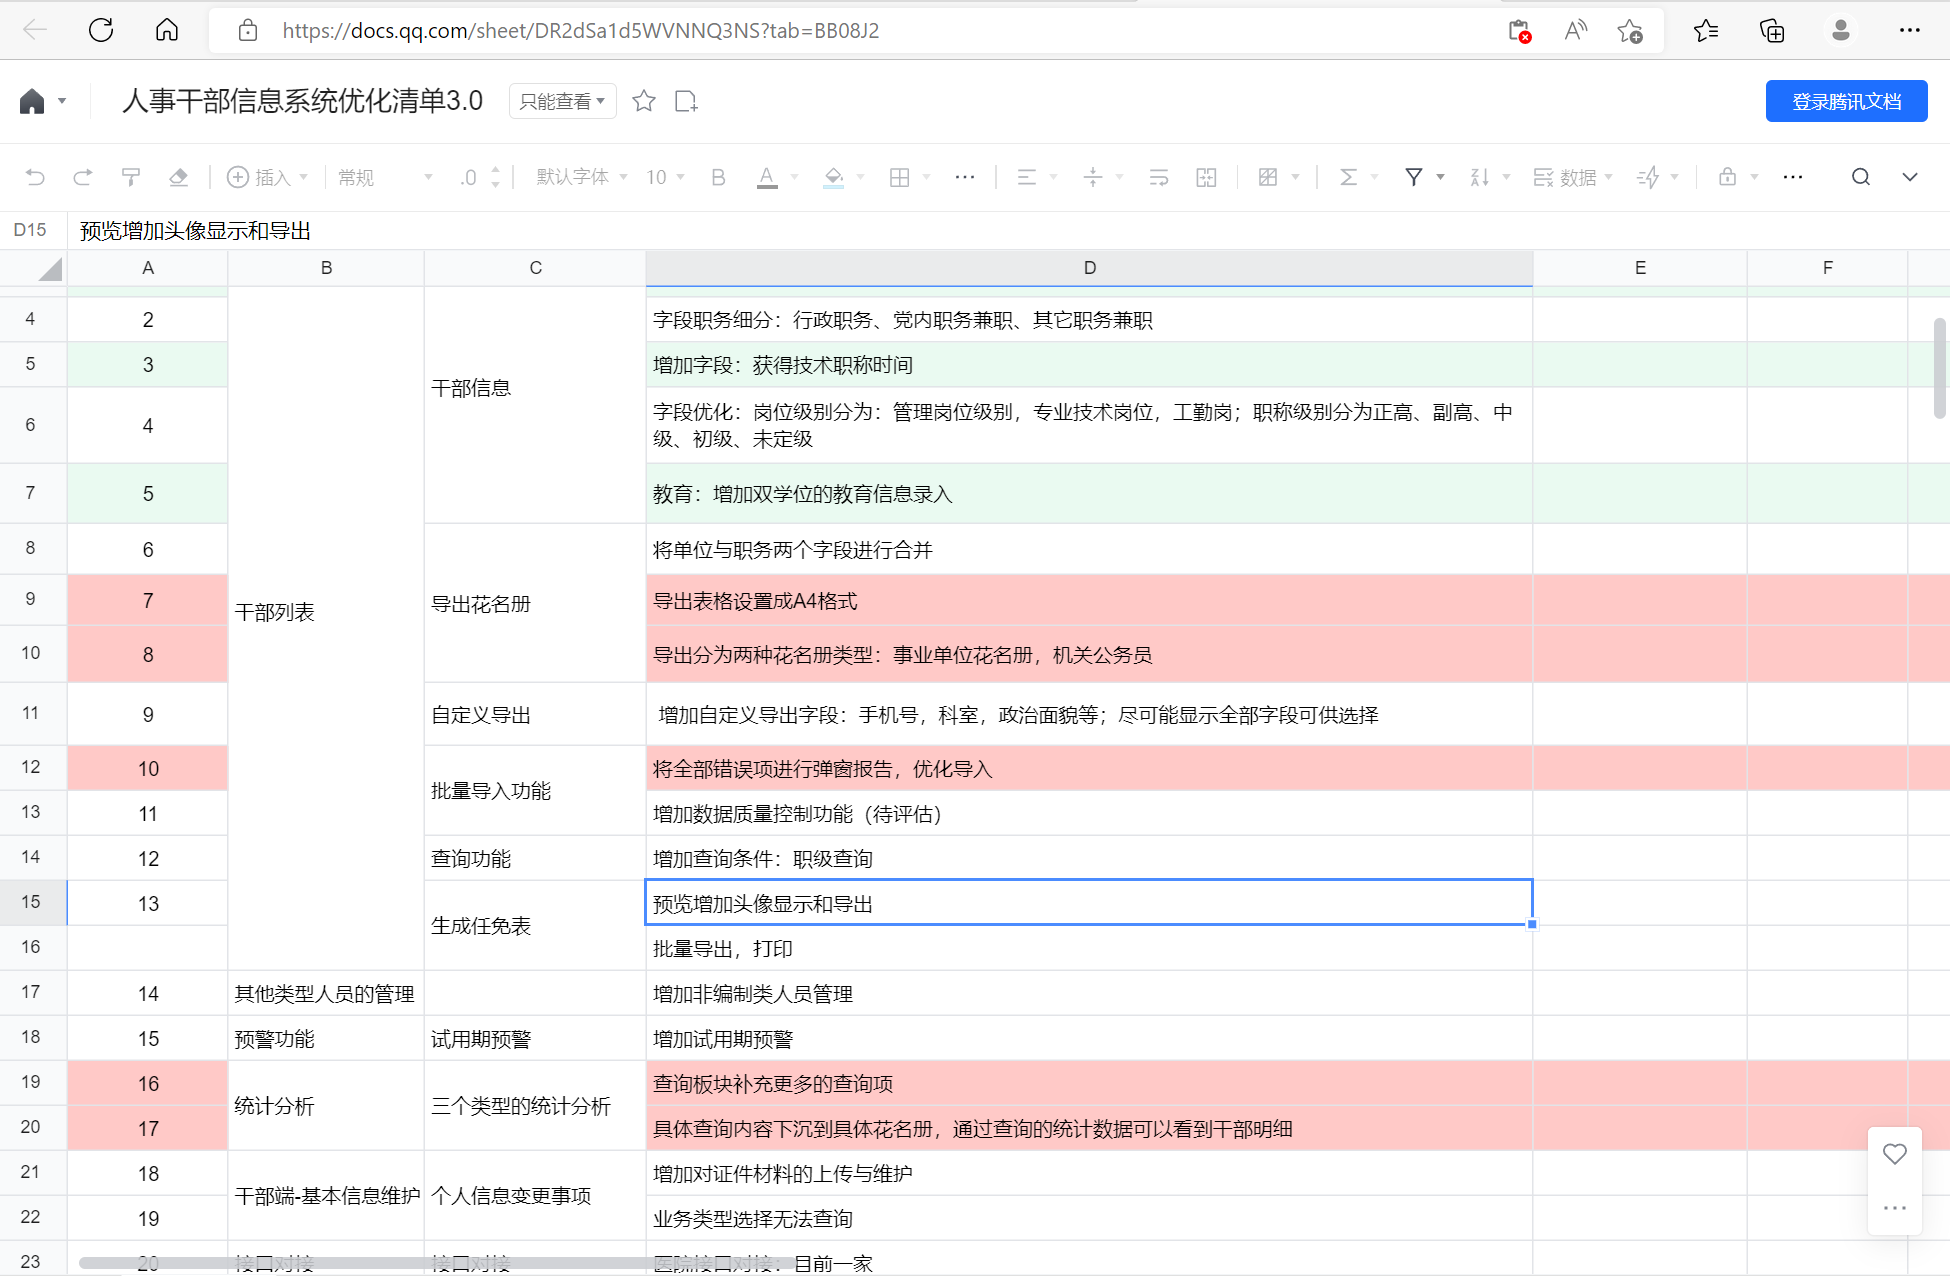 https://docs.qq.com/sheet/DR2dSa1d5WVNNQ3NS?tab=BB08J2
人事干部信息系统优化清单3.0 只能查看 登录腾讯文档
插入 常规 .0 默认字体 10 B A 数据
D15 预览增加头像显示和导出
A B C D E F
4 2 字段职务细分：行政职务、党内职务兼职、其它职务兼职
5 3 增加字段：获得技术职称时间
干部信息
6 4 字段优化：岗位级别分为：管理岗位级别，专业技术岗位，工勤岗；职称级别分为正高、副高、中
级、初级、未定级
7 5 教育：增加双学位的教育信息录入
8 6 将单位与职务两个字段进行合并
9 7 导出花名册 导出表格设置成A4格式
干部列表
10 8 导出分为两种花名册类型：事业单位花名册，机关公务员
11 9 自定义导出 增加自定义导出字段：手机号，科室，政治面貌等；尽可能显示全部字段可供选择
12 10 将全部错误项进行弹窗报告，优化导入
批量导入功能
13 11 增加数据质量控制功能（待评估）
14 12 查询功能 增加查询条件：职级查询
15 13 预览增加头像显示和导出
生成任免表
16 批量导出，打印
17 14 其他类型人员的管理 增加非编制类人员管理
18 15 预警功能 试用期预警 增加试用期预警
19 16 查询板块补充更多的查询项
统计分析 三个类型的统计分析
20 17 具体查询内容下沉到具体花名册，通过查询的统计数据可以看到干部明细
21 18 增加对证件材料的上传与维护
干部端-基本信息维护 个人信息变更事项
22 19 业务类型选择无法查询
23 20 接口对接 接口对接 医院接口对接：目前一家